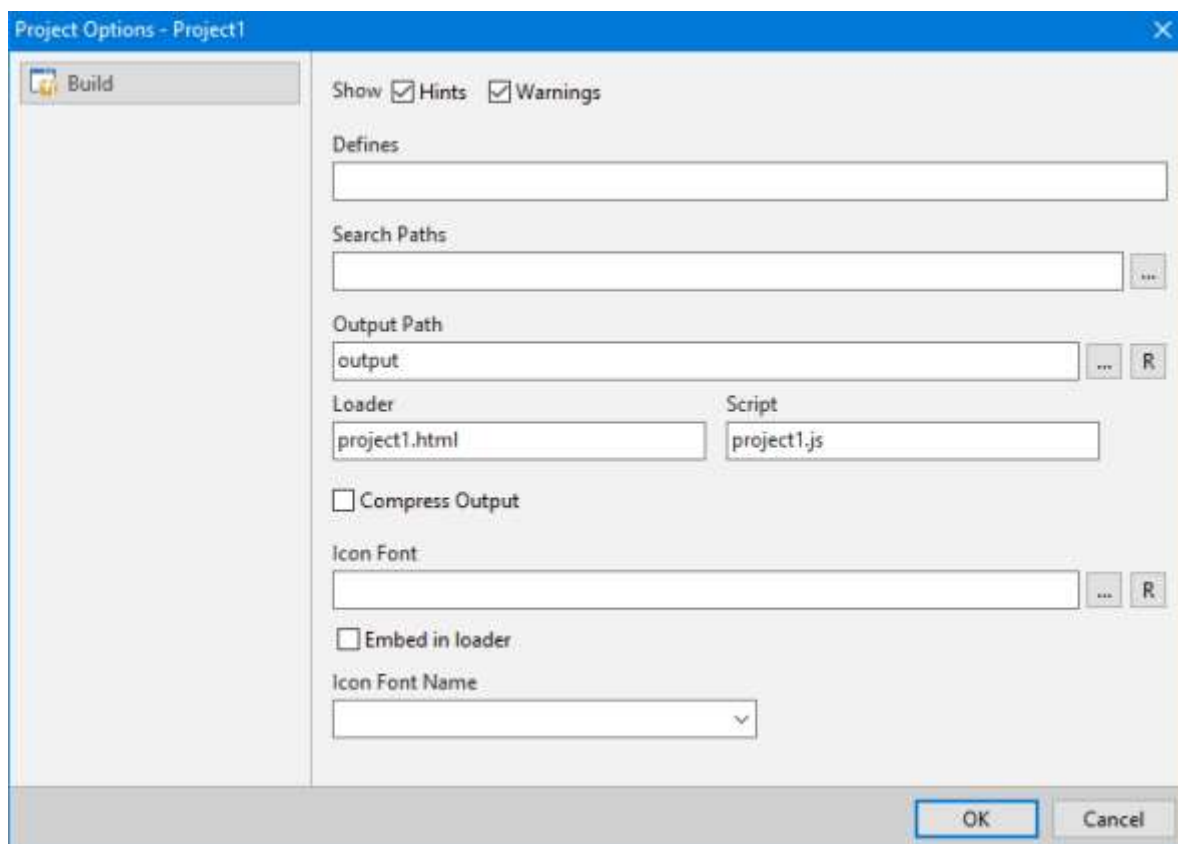 Project Options - Project1
Build
Show Hints Warnings
Defines
Search Paths
...
Output Path
output ... R
Loader Script
project1.html project1.js
Compress Output
Icon Font
... R
Embed in loader
Icon Font Name
OK Cancel